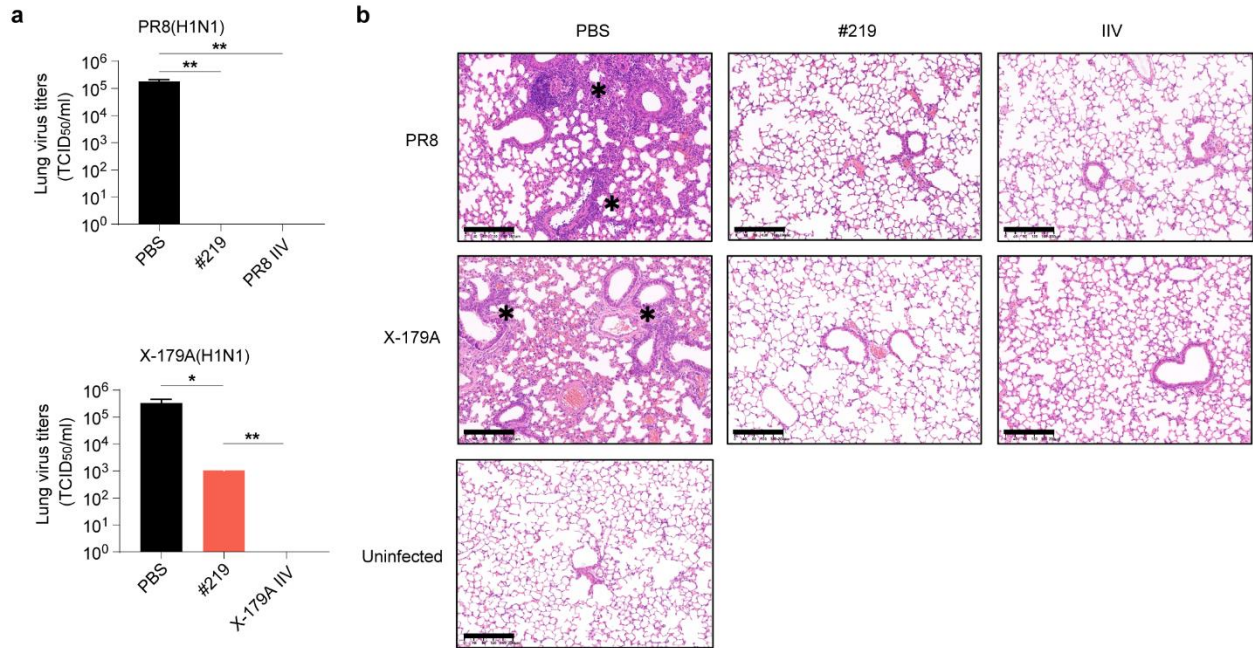 a
PR8(H1N1)
**
**
Lung virus titers
(TCID50/ml)
10^6
10^5
10^4
10^3
10^2
10^1
10^0
PBS
#219
PR8 IIV
X-179A(H1N1)
*
**
Lung virus titers
(TCID50/ml)
10^6
10^5
10^4
10^3
10^2
10^1
10^0
PBS
#219
X-179A IIV
b
PBS
#219
IIV
PR8
*
*
X-179A
*
*
Uninfected